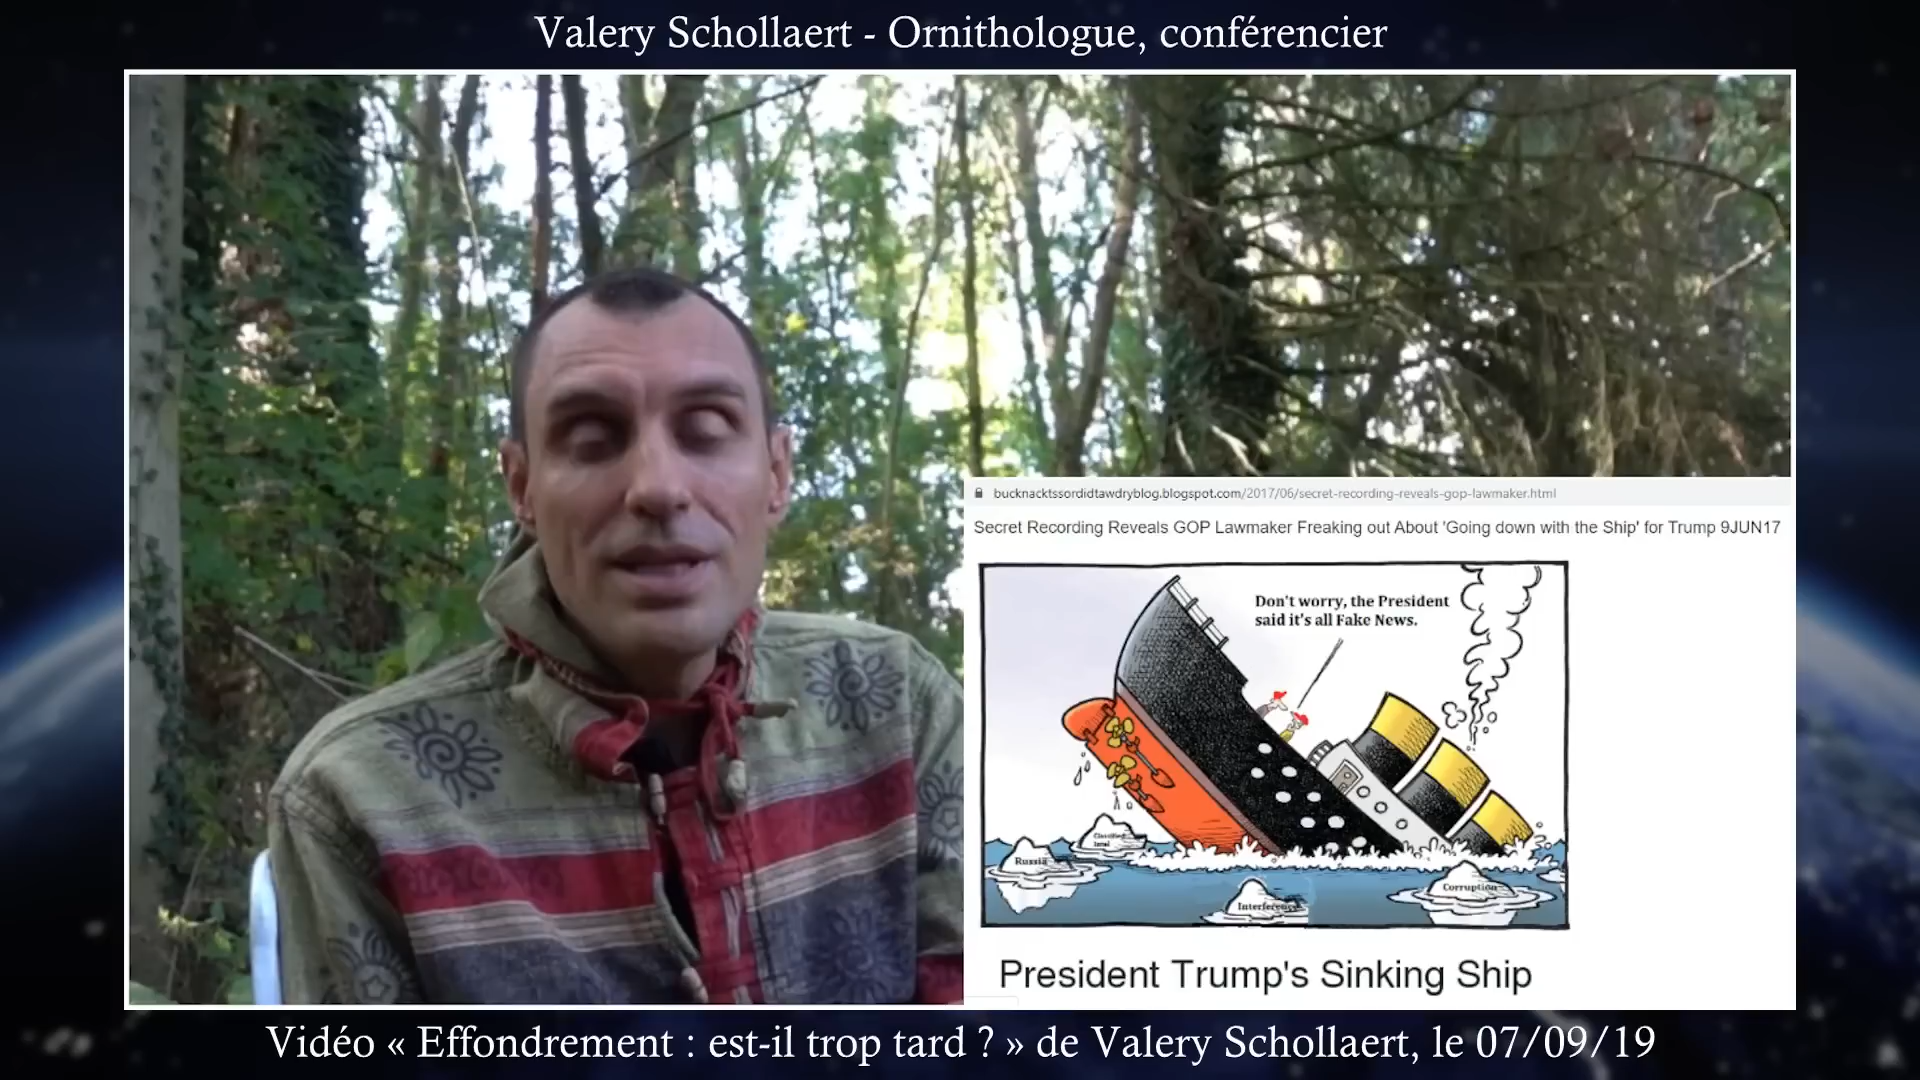 Valery Schollaert - Ornithologue, conférencier
bucknacktssordidtawdryblog.blogspot.com/2017/06/secret-recording-reveals-gop-lawmaker.html
Secret Recording Reveals GOP Lawmaker Freaking out About 'Going down with the Ship' for Trump 9JUN17
Don't worry, the President
said it's all Fake News.
Classified
Russia
Corruption
Interference
President Trump's Sinking Ship
Vidéo « Effondrement : est-il trop tard ? » de Valery Schollaert, le 07/09/19